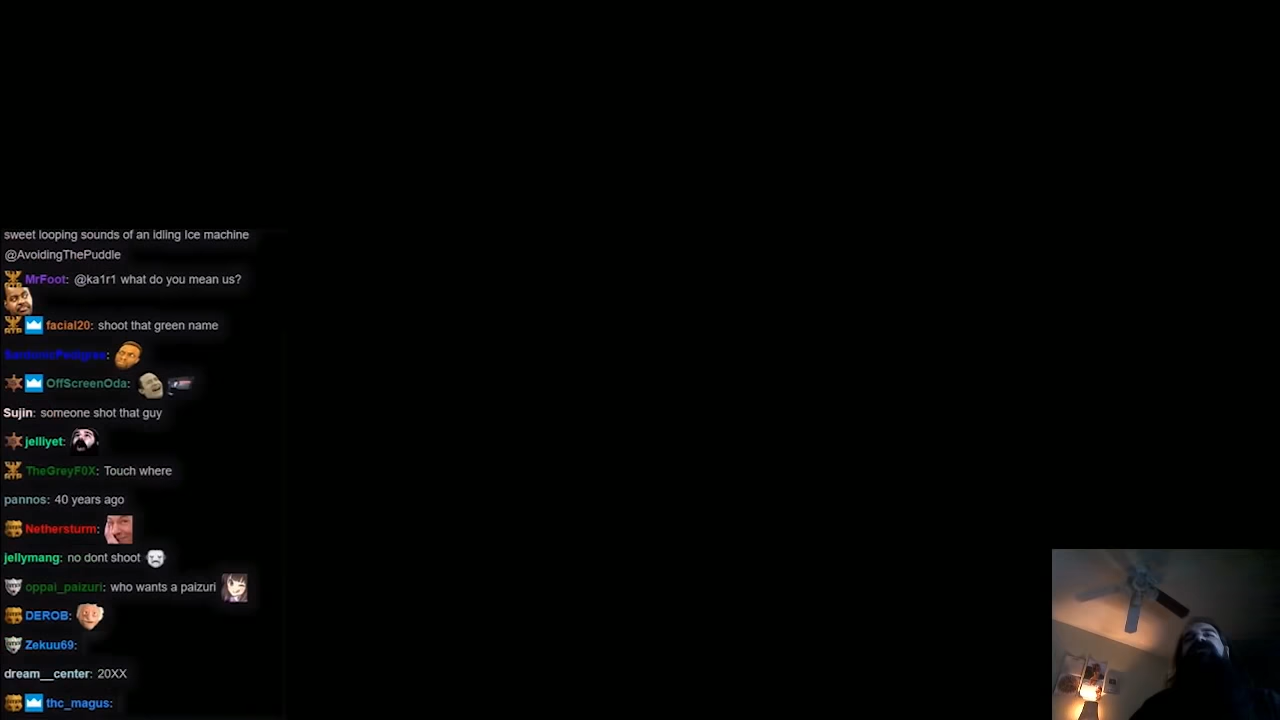 sweet looping sounds of an idling Ice machine
@AvoidingThePuddle
MrFoot: @ka1r1 what do you mean us?
facial20: shoot that green name
OffScreenOda:
Sujin: someone shot that guy
jelliyet:
TheGreyF0X: Touch where
pannos: 40 years ago
Nethersturm:
jellymang: no dont shoot
oppai_paizuri: who wants a paizuri
DEROB:
Zekuu69:
dream__center: 20XX
thc_magus: